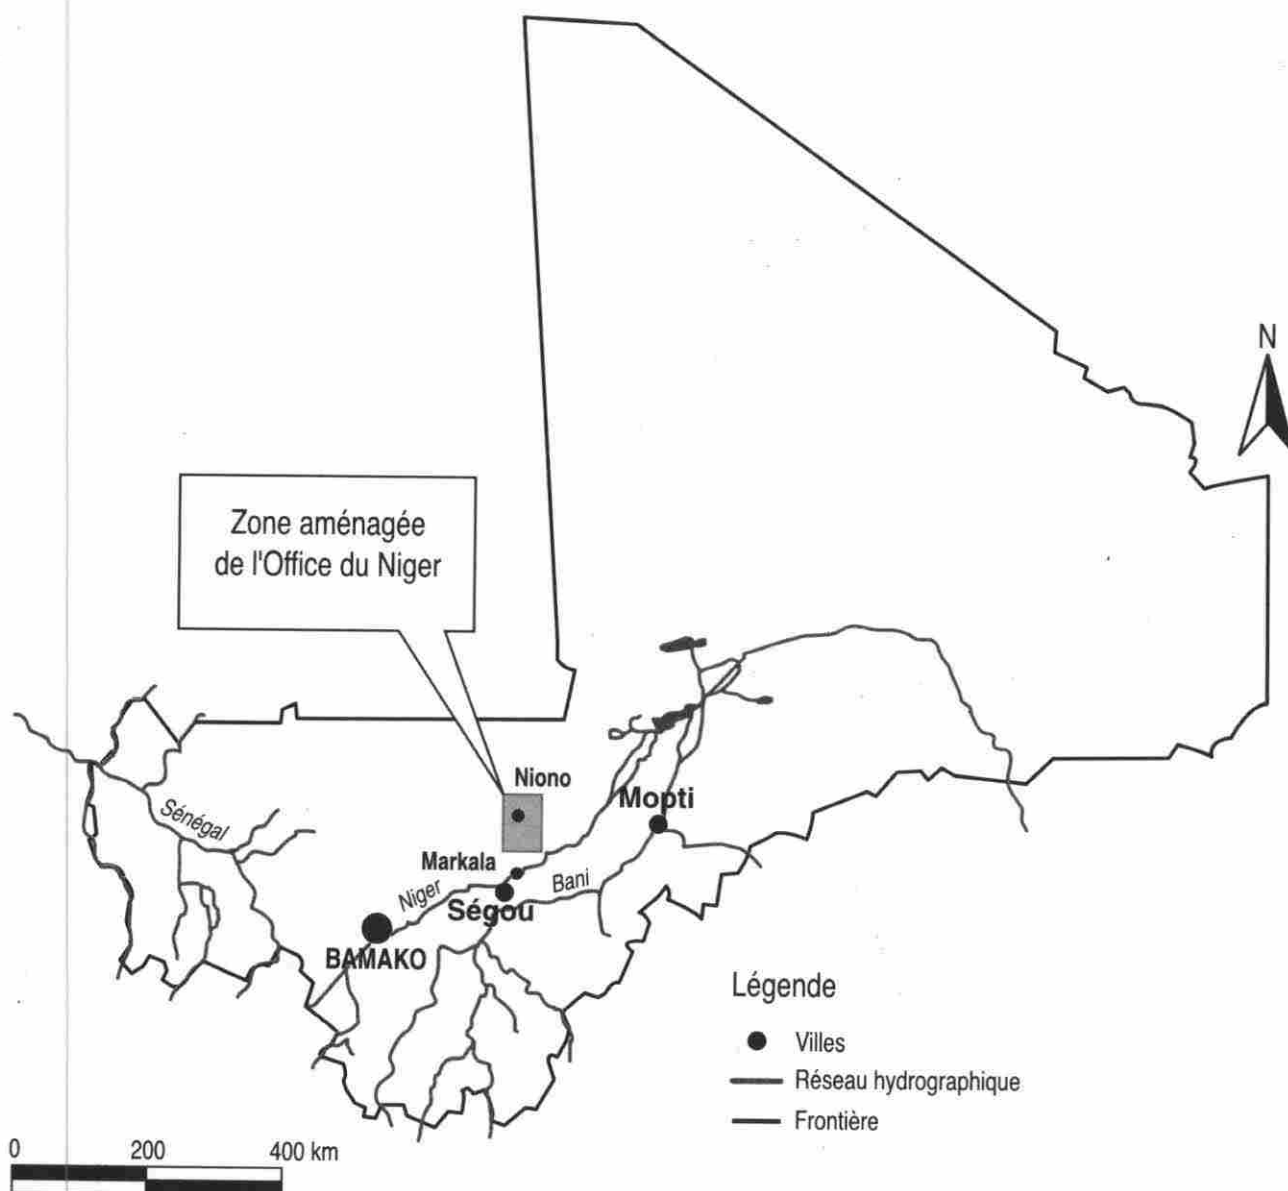 N
Zone aménagée
de l'Office du Niger
Niono
Mopti
Sénégal
Markala
Niger
Bani
Ségou
BAMAKO
Légende
Villes
Réseau hydrographique
Frontière
0 200 400 km